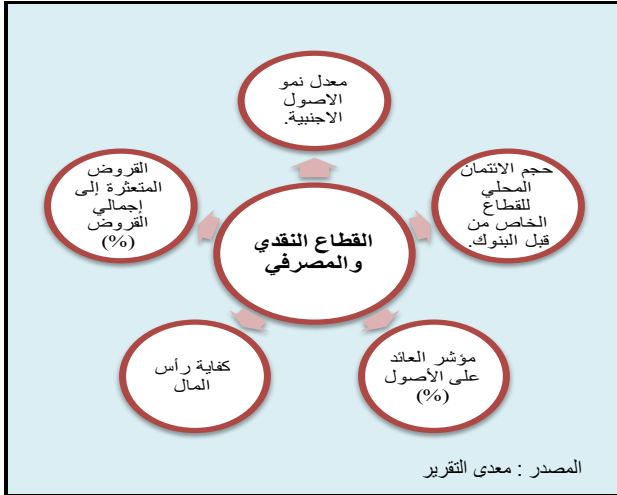 معدل نمو
الاصول
الاجنبية.
حجم الائتمان
المحلي
للقطاع
الخاص من
قبل البنوك.
القروض
المتعثرة إلى
إجمالي
القروض
(%)
القطاع النقدي
والمصرفي
مؤشر العائد
على الأصول
(%)
كفاية رأس
المال
المصدر : معدى التقرير